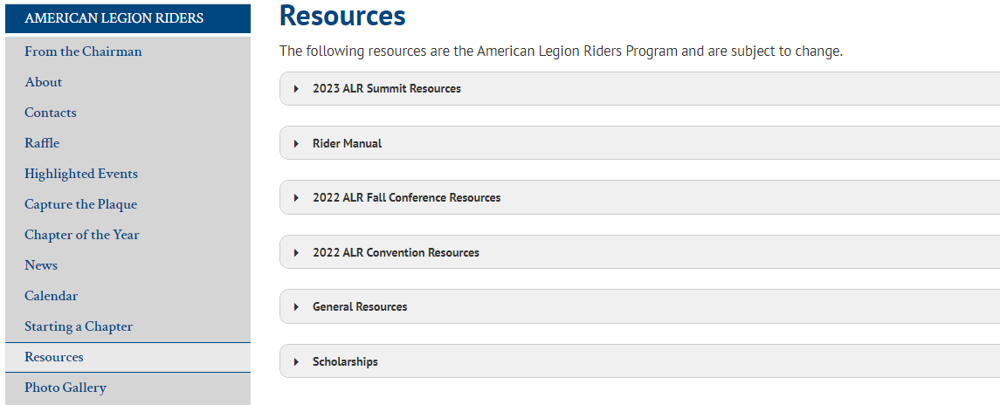 AMERICAN LEGION RIDERS
From the Chairman
About
Contacts
Raffle
Highlighted Events
Capture the Plaque
Chapter of the Year
News
Calendar
Starting a Chapter
Resources
Photo Gallery
Resources
The following resources are the American Legion Riders Program and are subject to change.
2023 ALR Summit Resources
Rider Manual
2022 ALR Fall Conference Resources
2022 ALR Convention Resources
General Resources
Scholarships